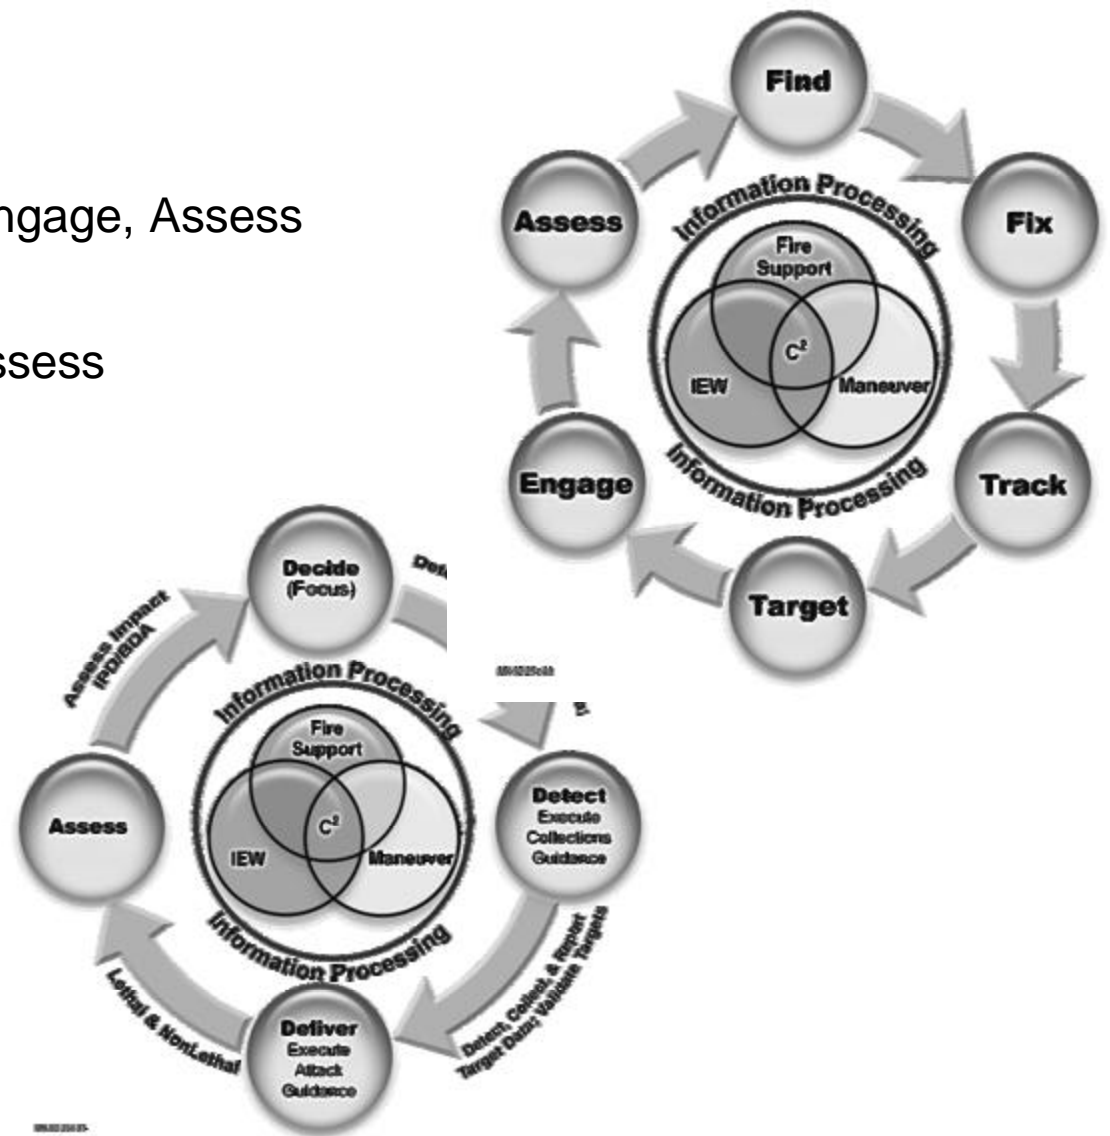 ngage, Assess
ssess
Find
Fix
Track
Target
Engage
Assess
Information Processing
Fire
Support
C²
IEW
Maneuver
Information Processing
Decide
(Focus)
Detect
Execute
Collections
Guidance
Detect, Collect, & Report
Target Data; Validate Targets
Deliver
Execute
Attack
Guidance
Lethal & NonLethal
Assess
Assess Impact
IPD/BDA
Information Processing
Fire
Support
C²
IEW
Maneuver
Information Processing